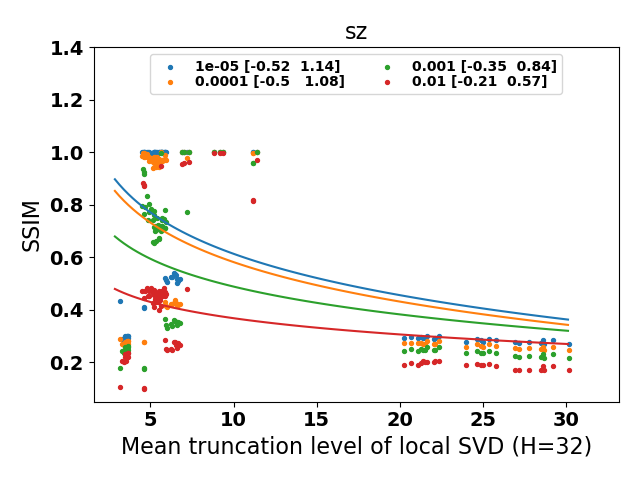 sz
1e-05 [-0.52 1.14]
0.0001 [-0.5 1.08]
0.001 [-0.35 0.84]
0.01 [-0.21 0.57]
SSIM
1.4
1.2
1.0
0.8
0.6
0.4
0.2
5 10 15 20 25 30
Mean truncation level of local SVD (H=32)